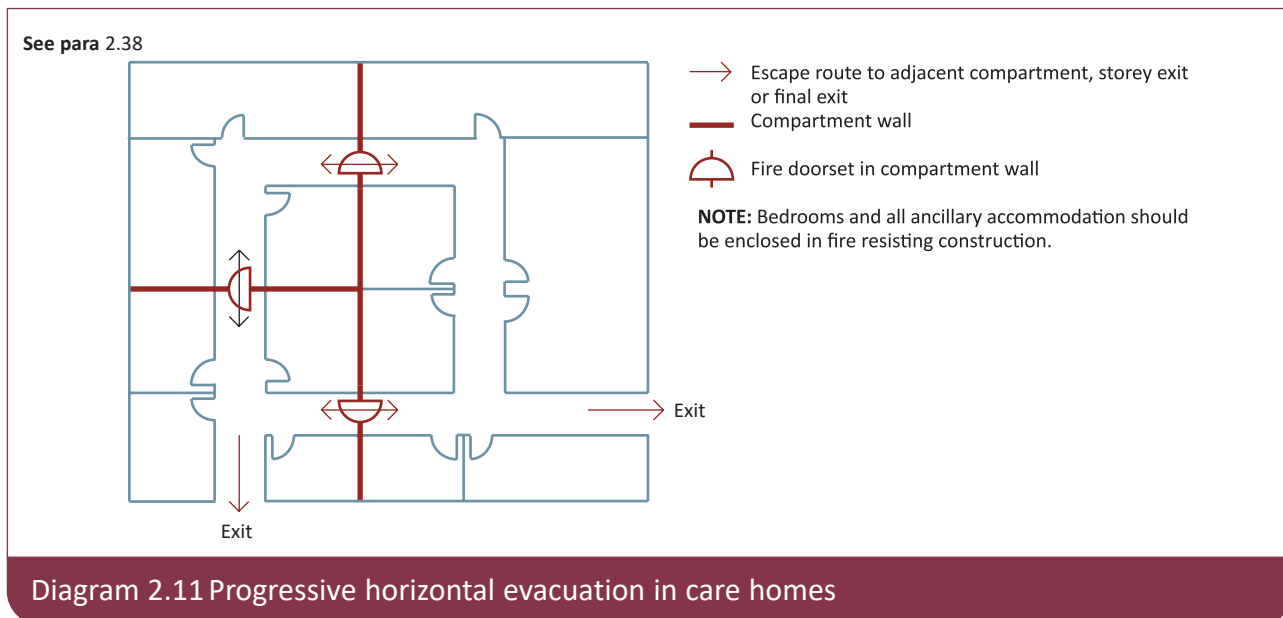 See para 2.38
Escape route to adjacent compartment, storey exit
or final exit
Compartment wall
Fire doorset in compartment wall
NOTE: Bedrooms and all ancillary accommodation should
be enclosed in fire resisting construction.
Exit
Exit
Diagram 2.11 Progressive horizontal evacuation in care homes